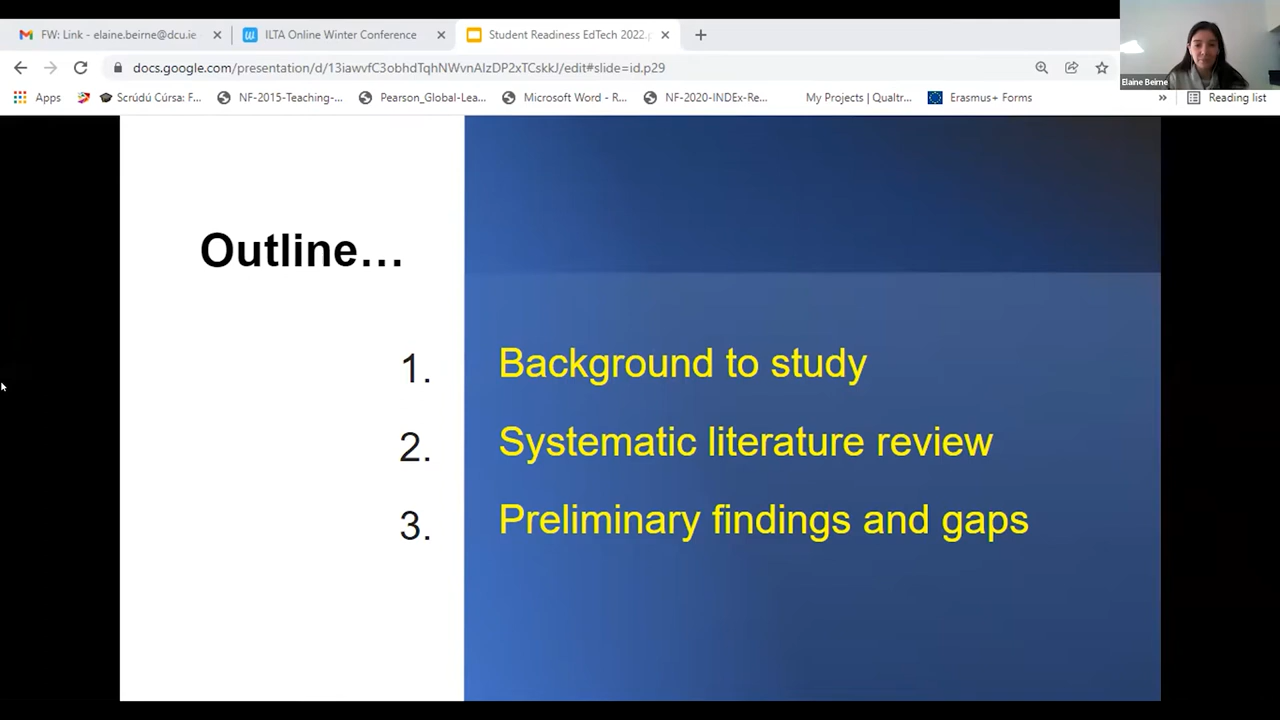 FW: Link - elaine.beirne@dcu.ie
ILTA Online Winter Conference
Student Readiness EdTech 2022.p
docs.google.com/presentation/d/13iawvfC3obhdTqhNWvnAIzDP2xTCskkJ/edit#slide=id.p29
Elaine Beirne
Apps
Scrúdú Cúrsa: F...
NF-2015-Teaching-...
Pearson_Global-Lea...
Microsoft Word - R...
NF-2020-INDEx-Re...
My Projects | Qualtr...
Erasmus+ Forms
Reading list
Outline...
1. Background to study
2. Systematic literature review
3. Preliminary findings and gaps